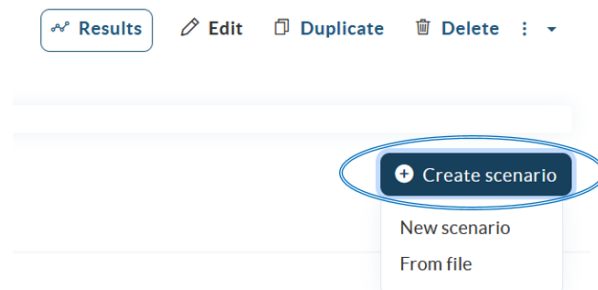 Results Edit Duplicate Delete
Create scenario
New scenario
From file